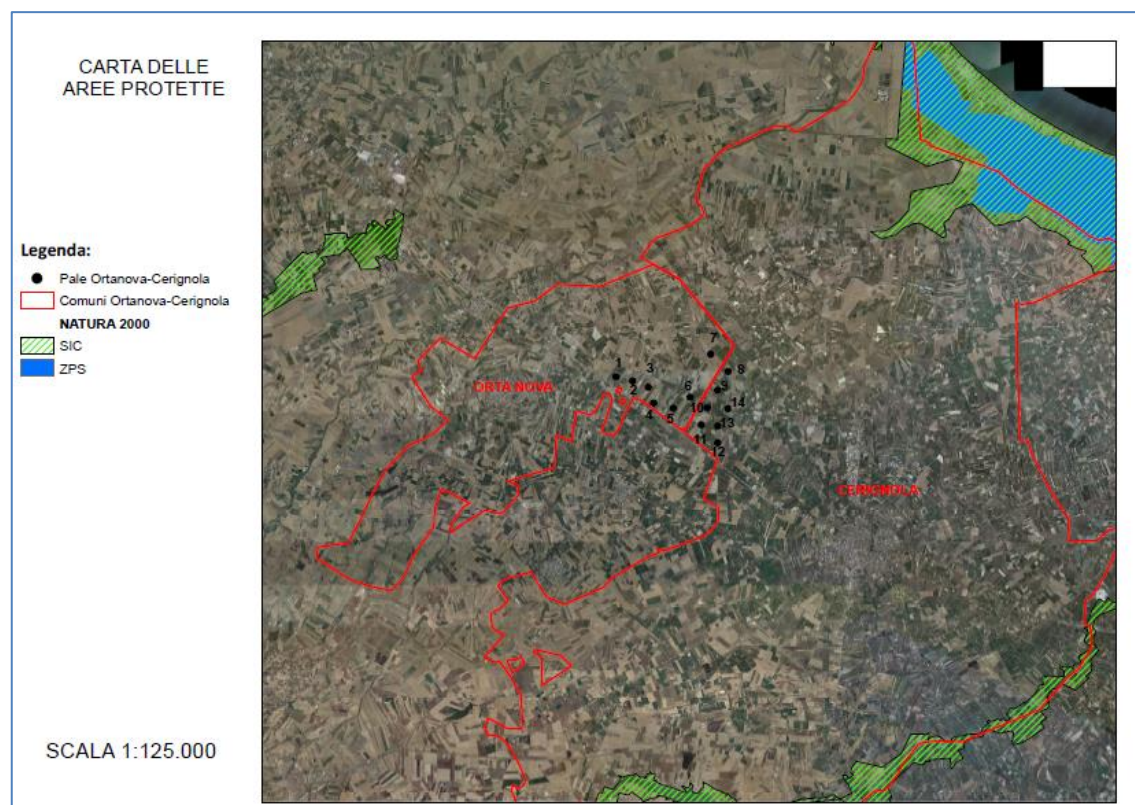 CARTA DELLE
AREE PROTETTE
Legenda:
Pale Ortanova-Cerignola
Comuni Ortanova-Cerignola
NATURA 2000
SIC
ZPS
SCALA 1:125.000
7
8
1
2
3
ORTA NOVA
6
9
4
5
10
14
11
13
12
CERIGNOLA